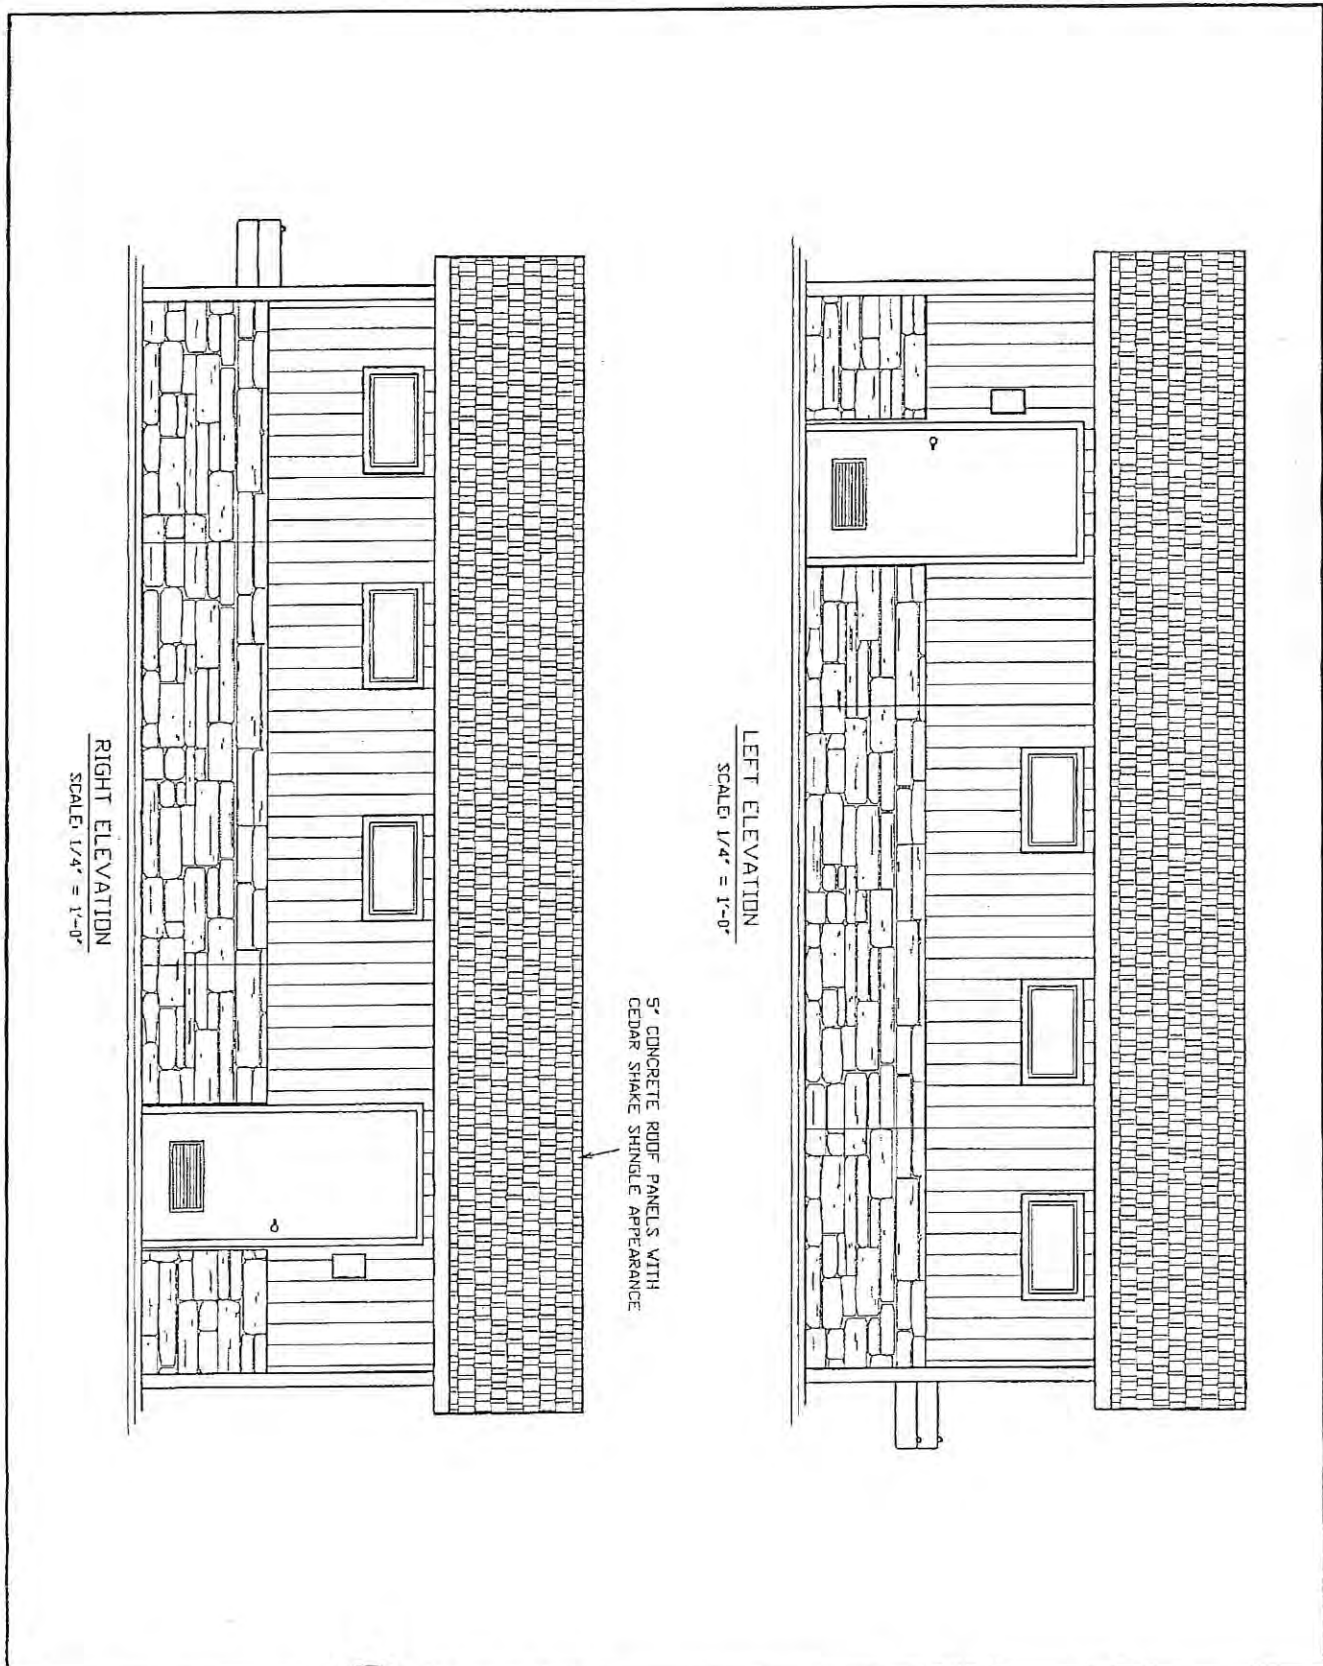 LEFT ELEVATION
SCALE: 1/4" = 1'-0"
5" CONCRETE ROOF PANELS WITH
CEDAR SHAKE SHINGLE APPEARANCE
RIGHT ELEVATION
SCALE: 1/4" = 1'-0"